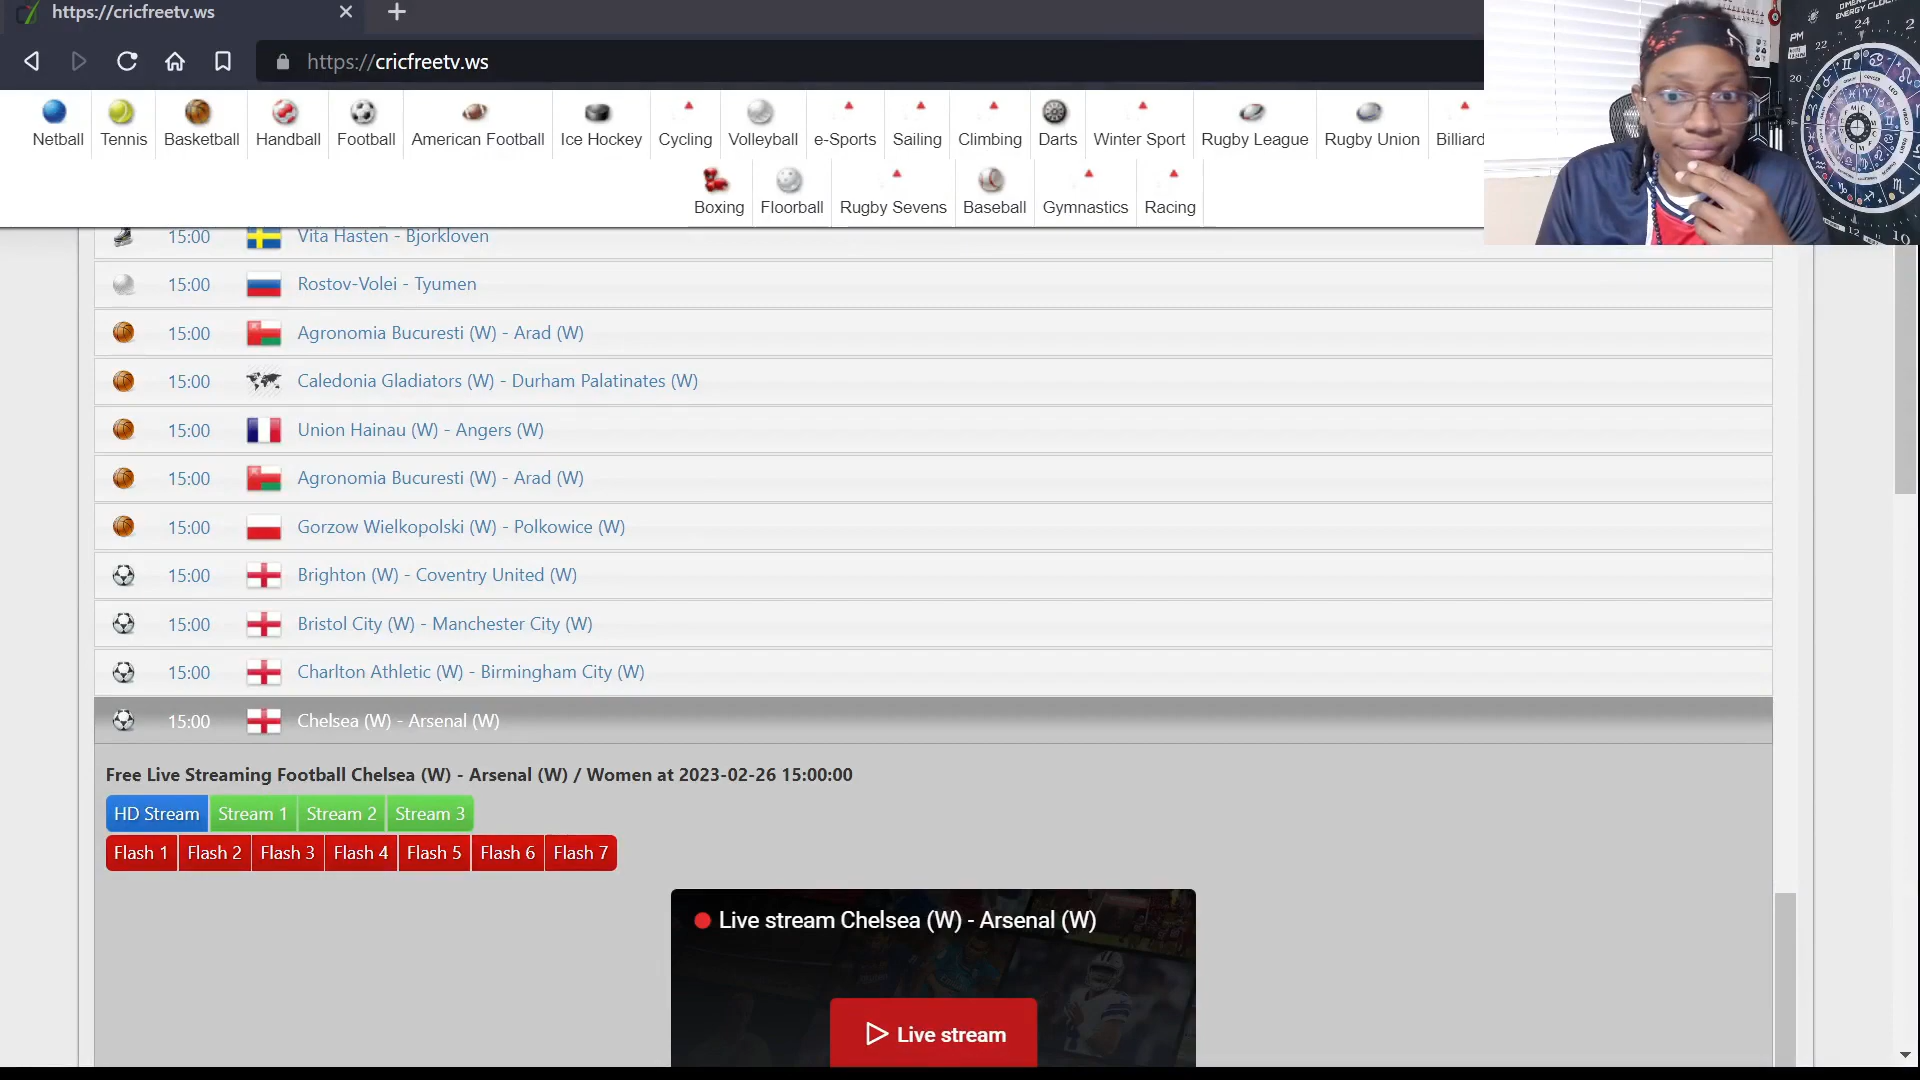 https://cricfreetv.ws
https://cricfreetv.ws
Netball Tennis Basketball Handball Football American Football Ice Hockey Cycling Volleyball e-Sports Sailing Climbing Darts Winter Sport Rugby League Rugby Union Billiard
Boxing Floorball Rugby Sevens Baseball Gymnastics Racing
15:00 Vita Hasten - Bjorkloven
15:00 Rostov-Volei - Tyumen
15:00 Agronomia Bucuresti (W) - Arad (W)
15:00 Caledonia Gladiators (W) - Durham Palatinates (W)
15:00 Union Hainau (W) - Angers (W)
15:00 Agronomia Bucuresti (W) - Arad (W)
15:00 Gorzow Wielkopolski (W) - Polkowice (W)
15:00 Brighton (W) - Coventry United (W)
15:00 Bristol City (W) - Manchester City (W)
15:00 Charlton Athletic (W) - Birmingham City (W)
15:00 Chelsea (W) - Arsenal (W)
Free Live Streaming Football Chelsea (W) - Arsenal (W) / Women at 2023-02-26 15:00:00
HD Stream Stream 1 Stream 2 Stream 3
Flash 1 Flash 2 Flash 3 Flash 4 Flash 5 Flash 6 Flash 7
Live stream Chelsea (W) - Arsenal (W)
Live stream